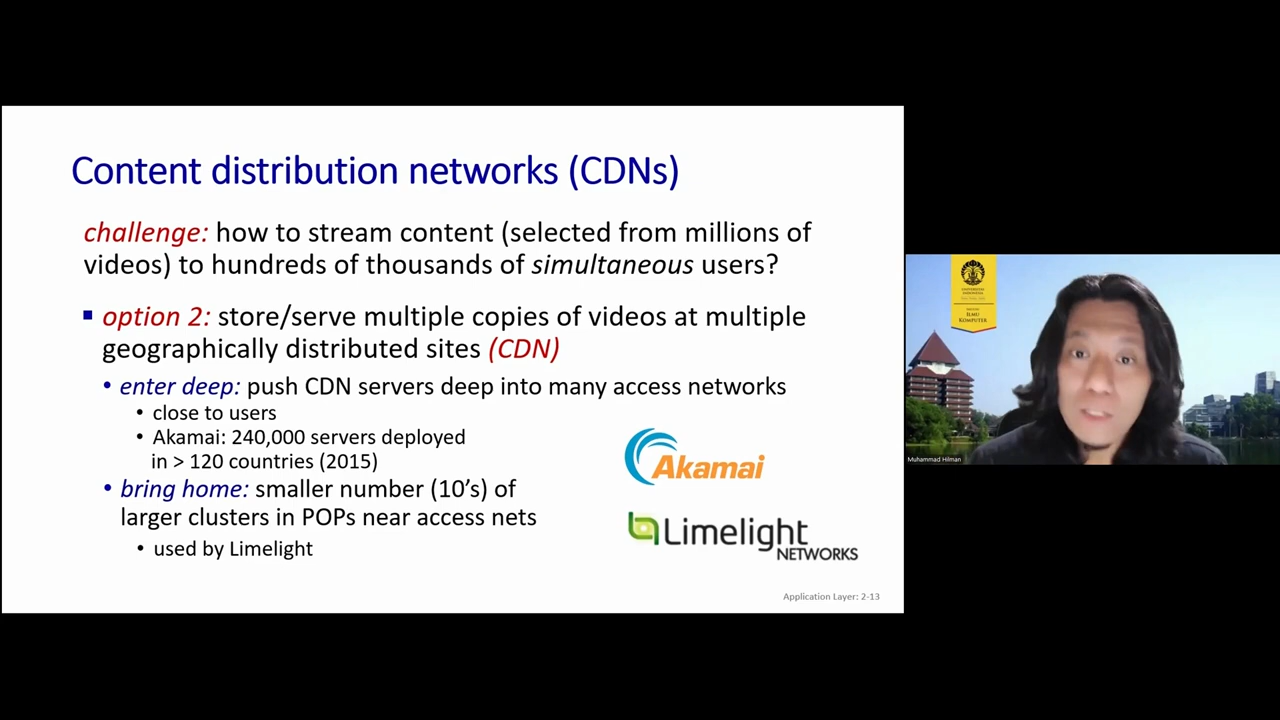 Content distribution networks (CDNs)
challenge: how to stream content (selected from millions of
videos) to hundreds of thousands of simultaneous users?
▪ option 2: store/serve multiple copies of videos at multiple
geographically distributed sites (CDN)
• enter deep: push CDN servers deep into many access networks
• close to users
• Akamai: 240,000 servers deployed
in > 120 countries (2015)
• bring home: smaller number (10’s) of
larger clusters in POPs near access nets
• used by Limelight
Akamai
Limelight
NETWORKS
Application Layer: 2-13
UNIVERSITAS
INDONESIA
ILMU
KOMPUTER
Muhammad Hilman